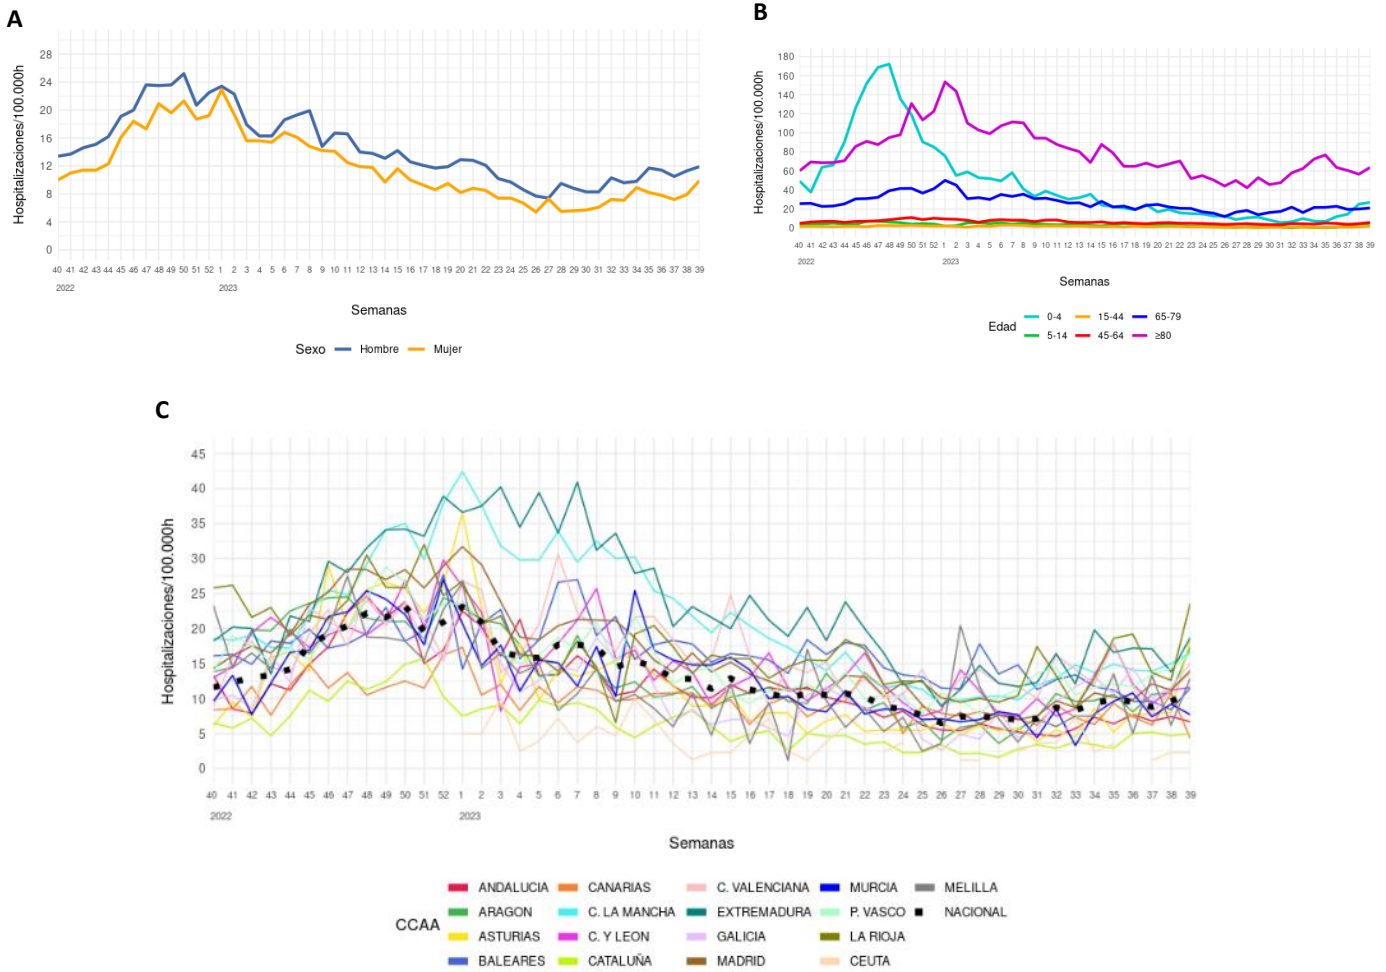 A
Hospitalizaciones/100.000h
28
24
20
16
12
8
4
0
40 41 42 43 44 45 46 47 48 49 50 51 52 1 2 3 4 5 6 7 8 9 10 11 12 13 14 15 16 17 18 19 20 21 22 23 24 25 26 27 28 29 30 31 32 33 34 35 36 37 38 39
2022 2023
Semanas
Sexo Hombre Mujer
B
Hospitalizaciones/100.000h
180
160
140
120
100
80
60
40
20
0
40 41 42 43 44 45 46 47 48 49 50 51 52 1 2 3 4 5 6 7 8 9 10 11 12 13 14 15 16 17 18 19 20 21 22 23 24 25 26 27 28 29 30 31 32 33 34 35 36 37 38 39
2022 2023
Semanas
Edad
0-4 15-44 65-79
5-14 45-64 ≥80
C
Hospitalizaciones/100.000h
45
40
35
30
25
20
15
10
5
0
40 41 42 43 44 45 46 47 48 49 50 51 52 1 2 3 4 5 6 7 8 9 10 11 12 13 14 15 16 17 18 19 20 21 22 23 24 25 26 27 28 29 30 31 32 33 34 35 36 37 38 39
2022 2023
Semanas
CCAA
ANDALUCIA CANARIAS C. VALENCIANA MURCIA MELILLA
ARAGON C. LA MANCHA EXTREMADURA P. VASCO NACIONAL
ASTURIAS C. Y LEON GALICIA LA RIOJA
BALEARES CATALUÑA MADRID CEUTA